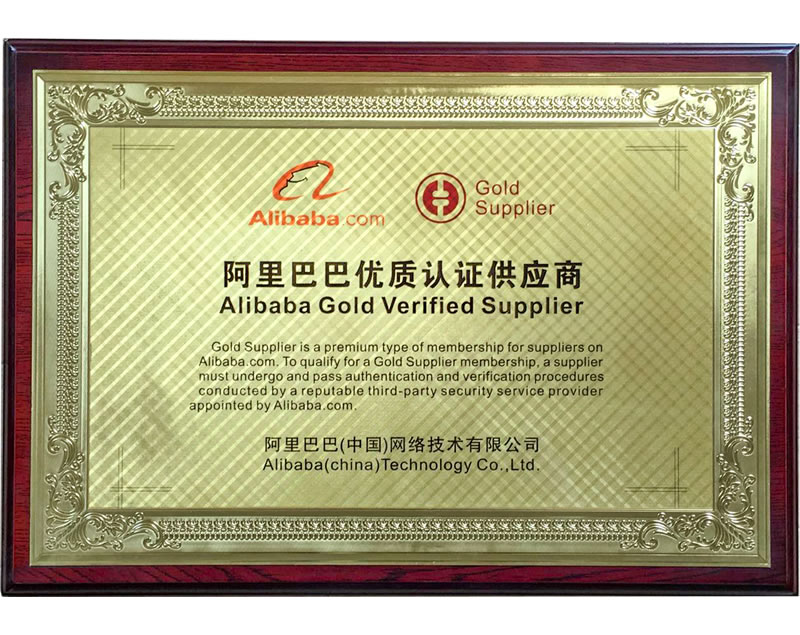 Alibaba.com
Gold
Supplier
阿里巴巴优质认证供应商
Alibaba Gold Verified Supplier
Gold Supplier is a premium type of membership for suppliers on
Alibaba.com. To qualify for a Gold Supplier membership, a supplier
must undergo and pass authentication and verification procedures
conducted by a reputable third-party security service provider
appointed by Alibaba.com.
阿里巴巴(中国)网络技术有限公司
Alibaba(china)Technology Co.,Ltd.